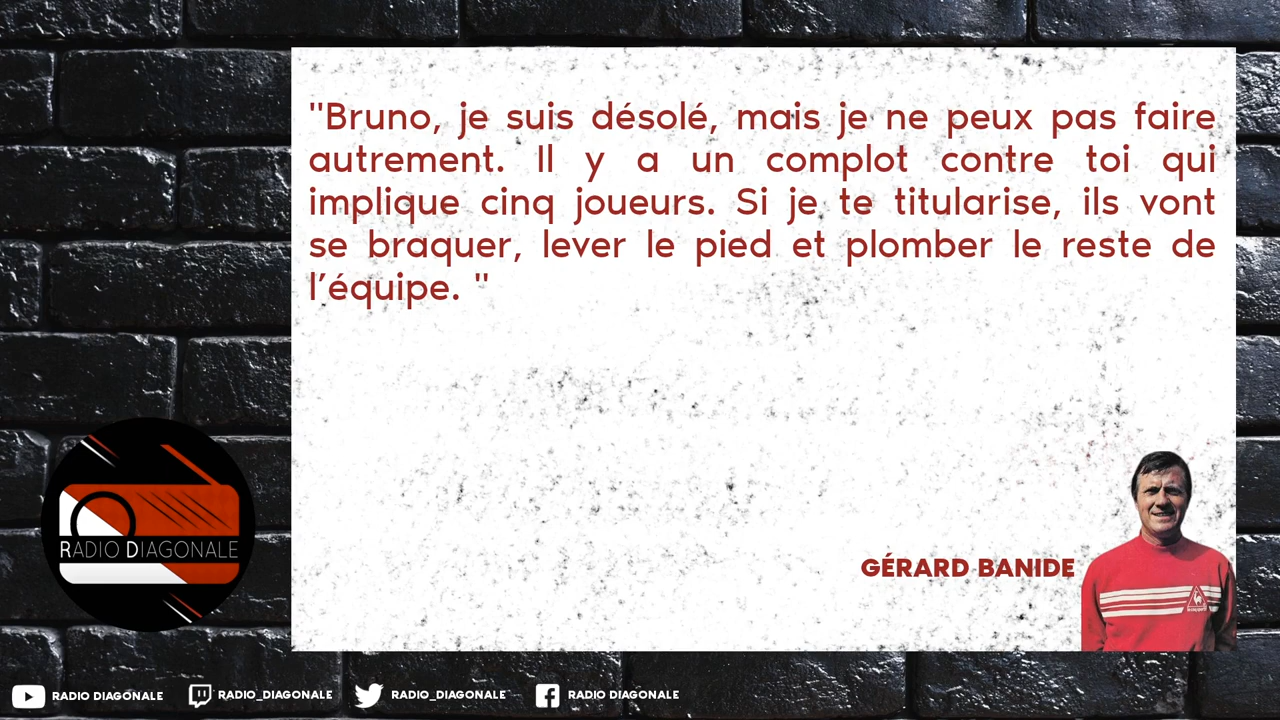 "Bruno, je suis désolé, mais je ne peux pas faire
autrement. Il y a un complot contre toi qui
implique cinq joueurs. Si je te titularise, ils vont
se braquer, lever le pied et plomber le reste de
l'équipe. "
GÉRARD BANIDE
RADIO DIAGONALE
RADIO DIAGONALE
RADIO_DIAGONALE
RADIO_DIAGONALE
RADIO DIAGONALE